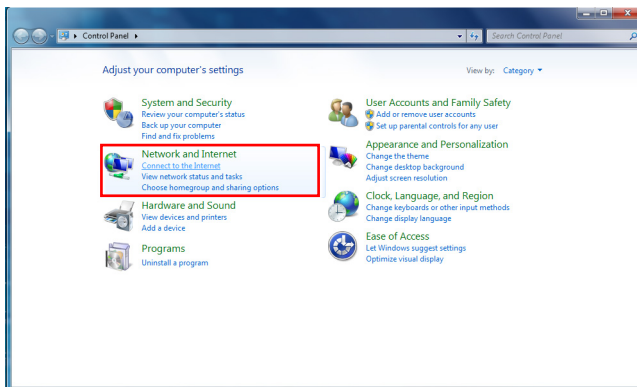 Control Panel
Search Control Panel
Adjust your computer's settings
View by: Category
System and Security
Review your computer's status
Back up your computer
Find and fix problems
Network and Internet
Connect to the Internet
View network status and tasks
Choose homegroup and sharing options
Hardware and Sound
View devices and printers
Add a device
Programs
Uninstall a program
User Accounts and Family Safety
Add or remove user accounts
Set up parental controls for any user
Appearance and Personalization
Change the theme
Change desktop background
Adjust screen resolution
Clock, Language, and Region
Change keyboards or other input methods
Change display language
Ease of Access
Let Windows suggest settings
Optimize visual display